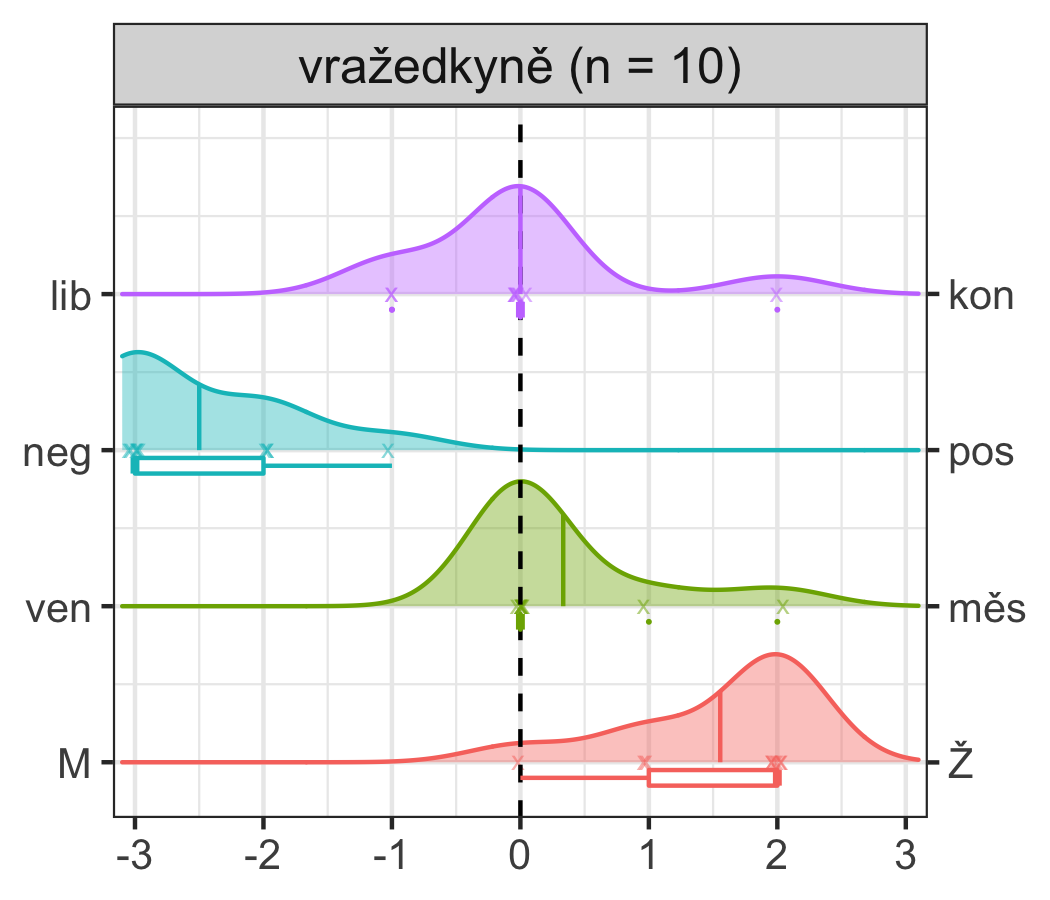 vražedkyně (n = 10)
lib kon
neg pos
ven měs
M Ž
-3 -2 -1 0 1 2 3